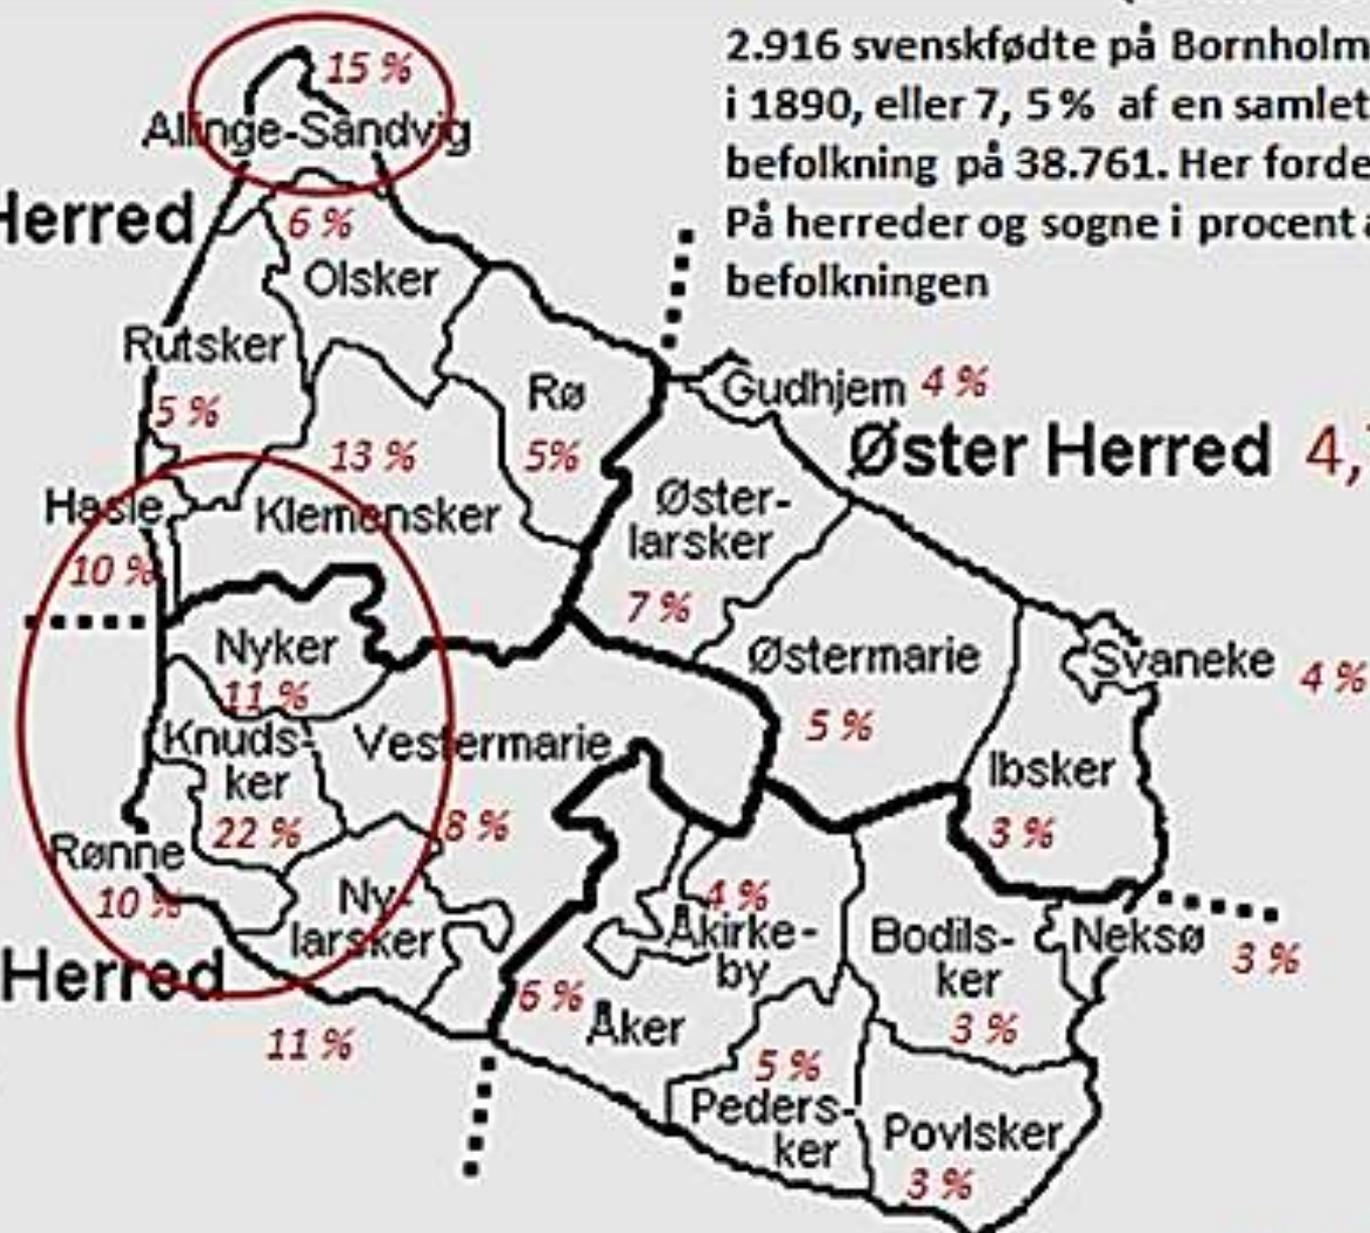 2.916 svenskfødte på Bornholm
i 1890, eller 7, 5 % af en samlet
befolkning på 38.761. Her forde
På herreder og sogne i procent a
befolkningen
15 %
Allinge-Sandvig
Herred
6 %
Olsker
Rutsker
5 %
Rø
5%
Gudhjem 4 %
Øster Herred 4,
13 %
Klemensker
Hasle
10 %
Øster-
larsker
7 %
Nyker
11 %
Østermarie
5 %
Svaneke 4 %
Knuds-
ker
22 %
Vestermarie
8 %
Ibsker
3 %
Rønne
10 %
Ny-
larsker
11 %
Herred
4 %
Åkirke-
by
Bodils-
ker
3 %
Neksø 3 %
6 %
Åker
5 %
Peders-
ker
Povlsker
3 %